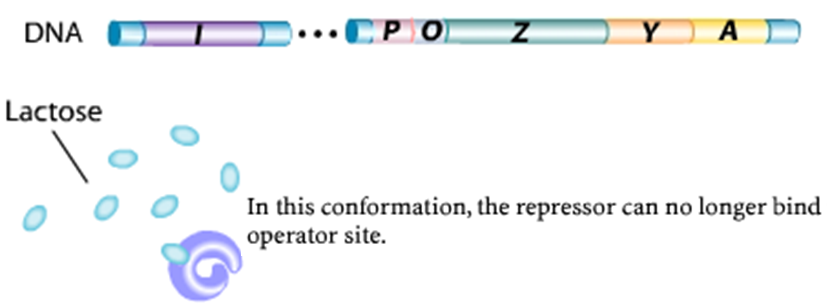 DNA I ••• P O Z Y A
Lactose
In this conformation, the repressor can no longer bind
operator site.